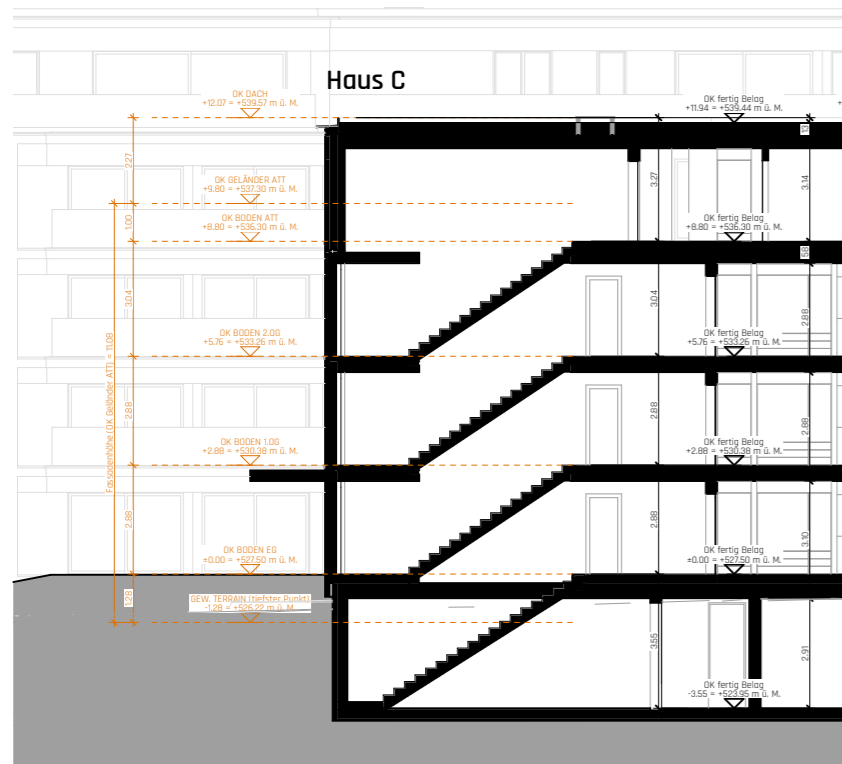 Haus C
OK DACH
+12.07 = +539.57 m ü. M.
OK fertig Belag
+11.94 = +539.44 m ü. M.
13
2.27
3.27
3.14
OK GELÄNDER ATT
+9.80 = +537.30 m ü. M.
1.00
OK BODEN ATT
+8.80 = +536.30 m ü. M.
OK fertig Belag
+8.80 = +536.30 m ü. M.
58
3.04
3.04
2.88
OK BODEN 2.OG
+5.76 = +533.26 m ü. M.
OK fertig Belag
+5.76 = +533.26 m ü. M.
Fassadenhöhe (OK Geländer ATT) = 11.08
2.88
2.88
2.88
OK BODEN 1.OG
+2.88 = +530.38 m ü. M.
OK fertig Belag
+2.88 = +530.38 m ü. M.
2.88
2.88
3.10
OK BODEN EG
±0.00 = +527.50 m ü. M.
OK fertig Belag
±0.00 = +527.50 m ü. M.
1.28
GEW. TERRAIN (tiefster Punkt)
-1.28 = +526.22 m ü. M.
3.55
2.91
OK fertig Belag
-3.55 = +523.95 m ü. M.